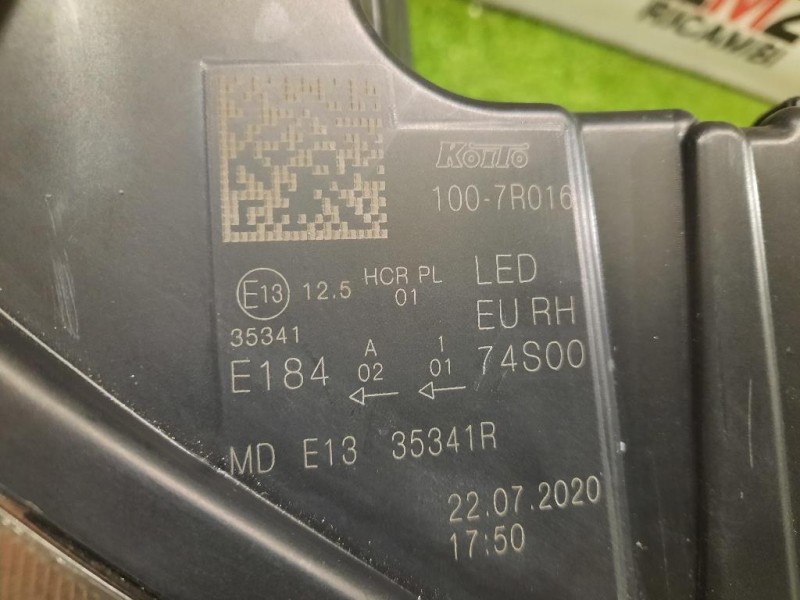 RICAMBI
KOITO
100-7R016
E13 12.5 HCR PL LED
01
EU RH
35341
E184 A 1 74S00
02 01
MD E13 35341R
22.07.2020
17:50